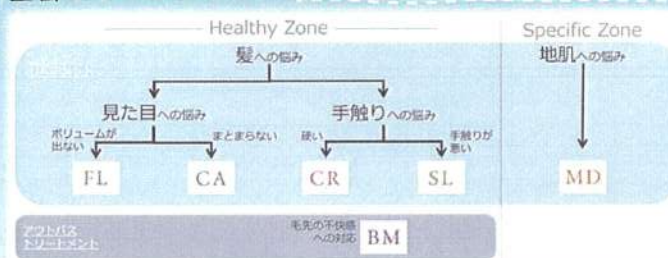 Healthy Zone
Specific Zone
髪への悩み
地肌への悩み
見た目への悩み
手触りへの悩み
ボリュームが
出ない
まとまらない
硬い
手触りが
悪い
FL
CA
CR
SL
MD
アウトバス
トリートメント
毛先の不快感
への対応
BM